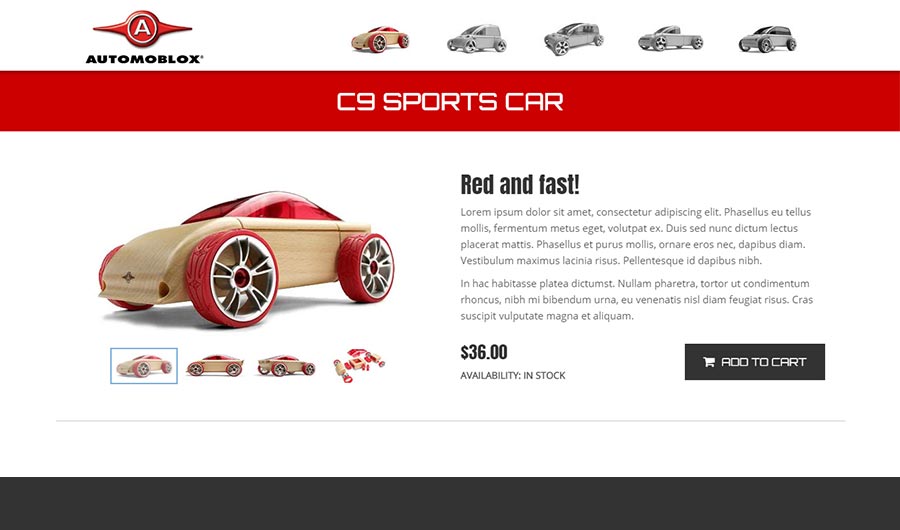 A
AUTOMOBLOX®
C9 SPORTS CAR
Red and fast!
Lorem ipsum dolor sit amet, consectetur adipiscing elit. Phasellus eu tellus
mollis, fermentum metus eget, volutpat ex. Duis sed nunc dictum lectus
placerat mattis. Phasellus et purus mollis, ornare eros nec, dapibus diam.
Vestibulum maximus lacinia risus. Pellentesque id dapibus nibh.
In hac habitasse platea dictumst. Nullam pharetra, tortor ut condimentum
rhoncus, nibh mi bibendum urna, eu venenatis nisl diam feugiat risus. Cras
suscipit vulputate magna et aliquam.
$36.00
ADD TO CART
AVAILABILITY: IN STOCK